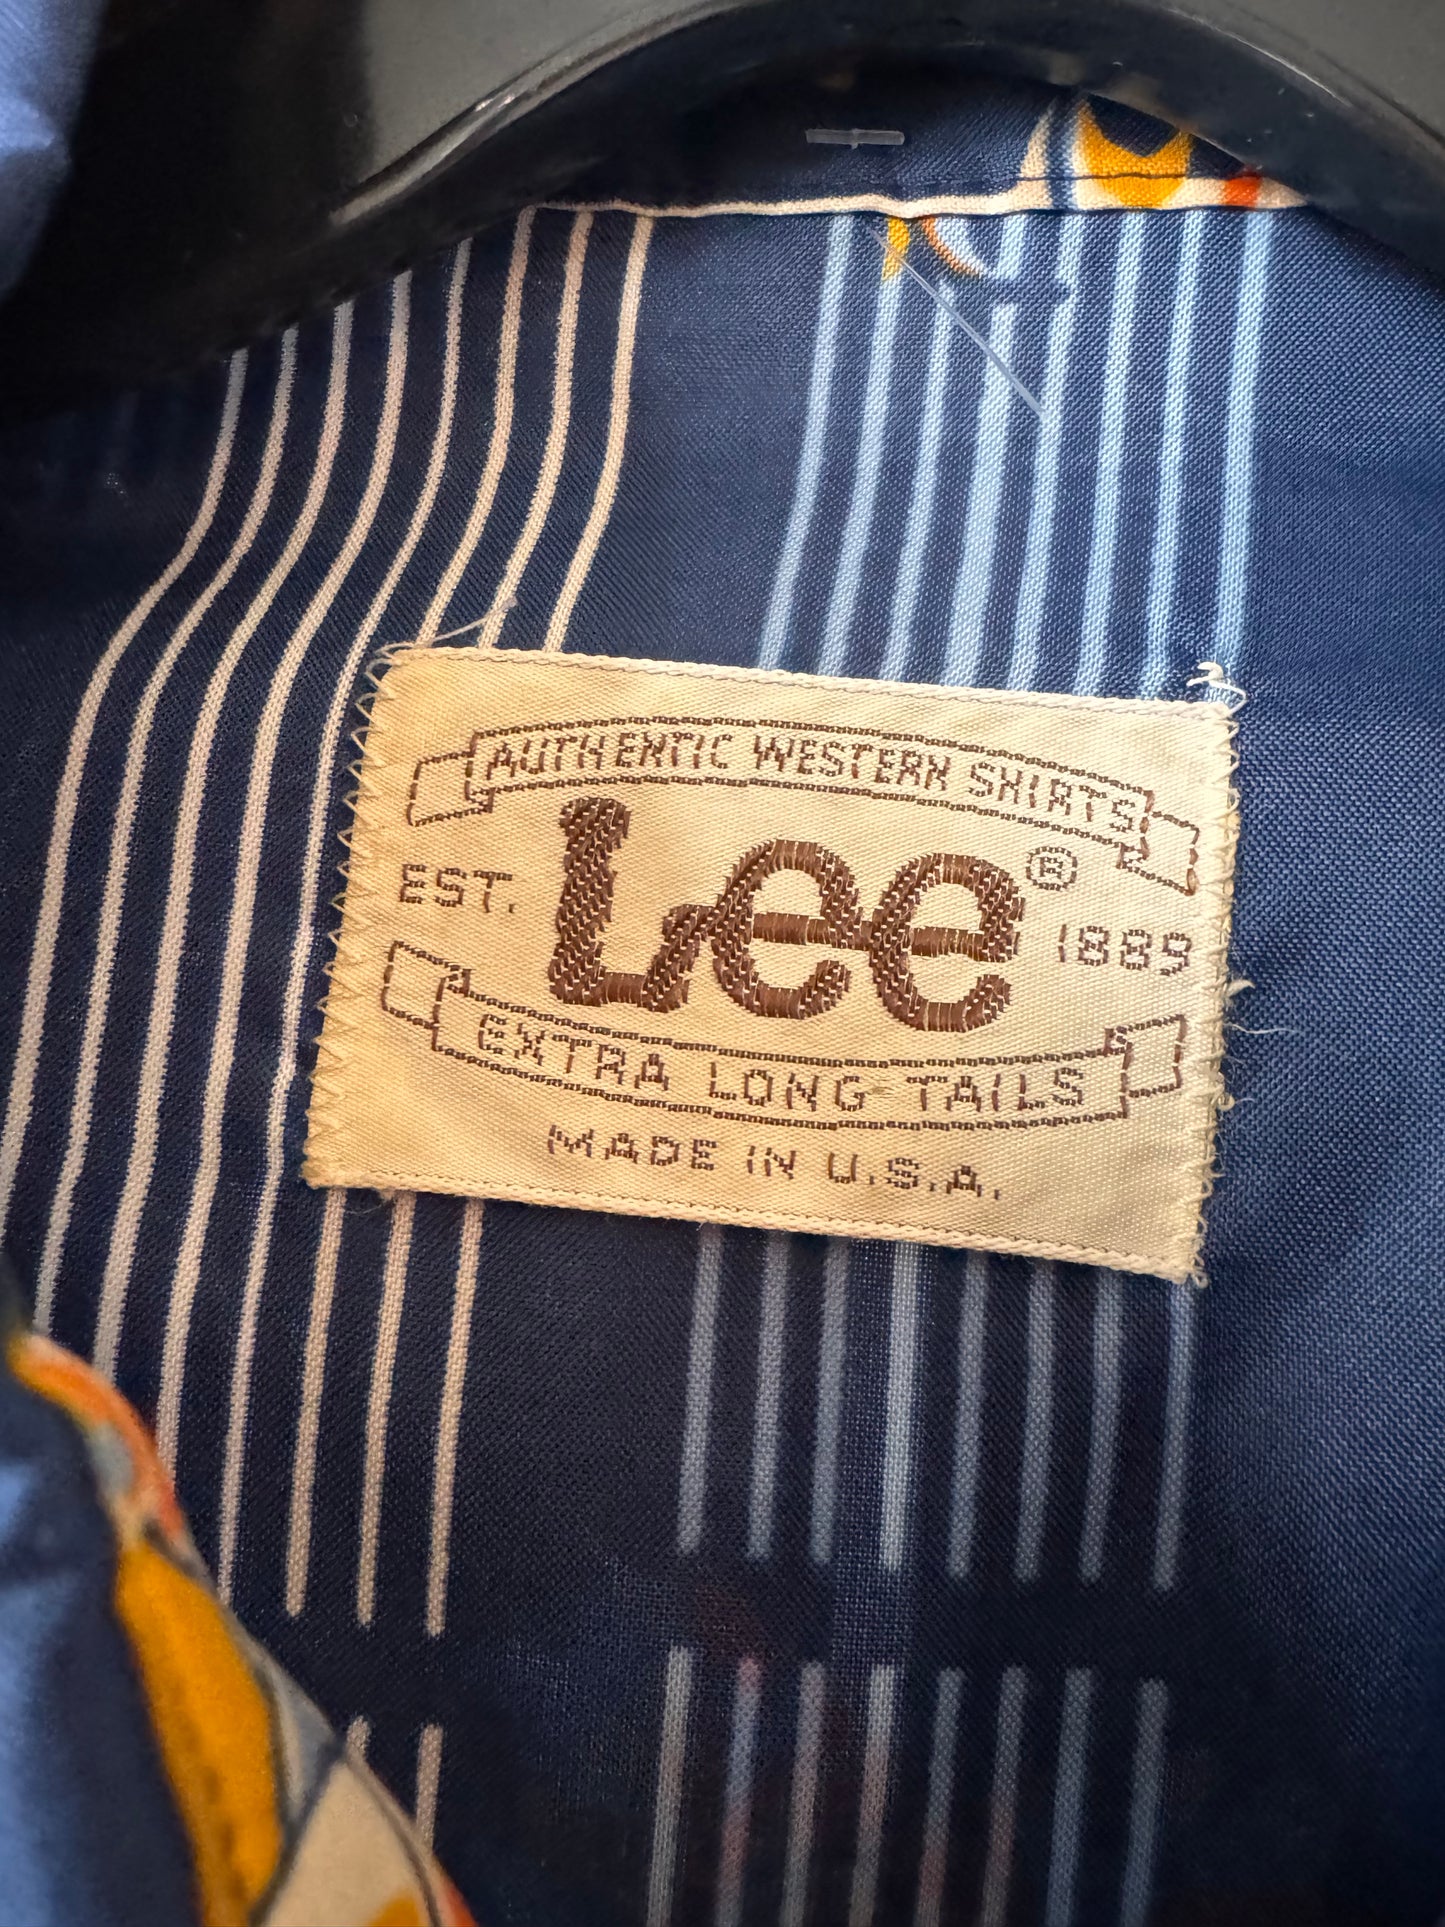 AUTHENTIC WESTERN SHIRTS
Lee®
EST. 1889
EXTRA LONG TAILS
MADE IN U.S.A.